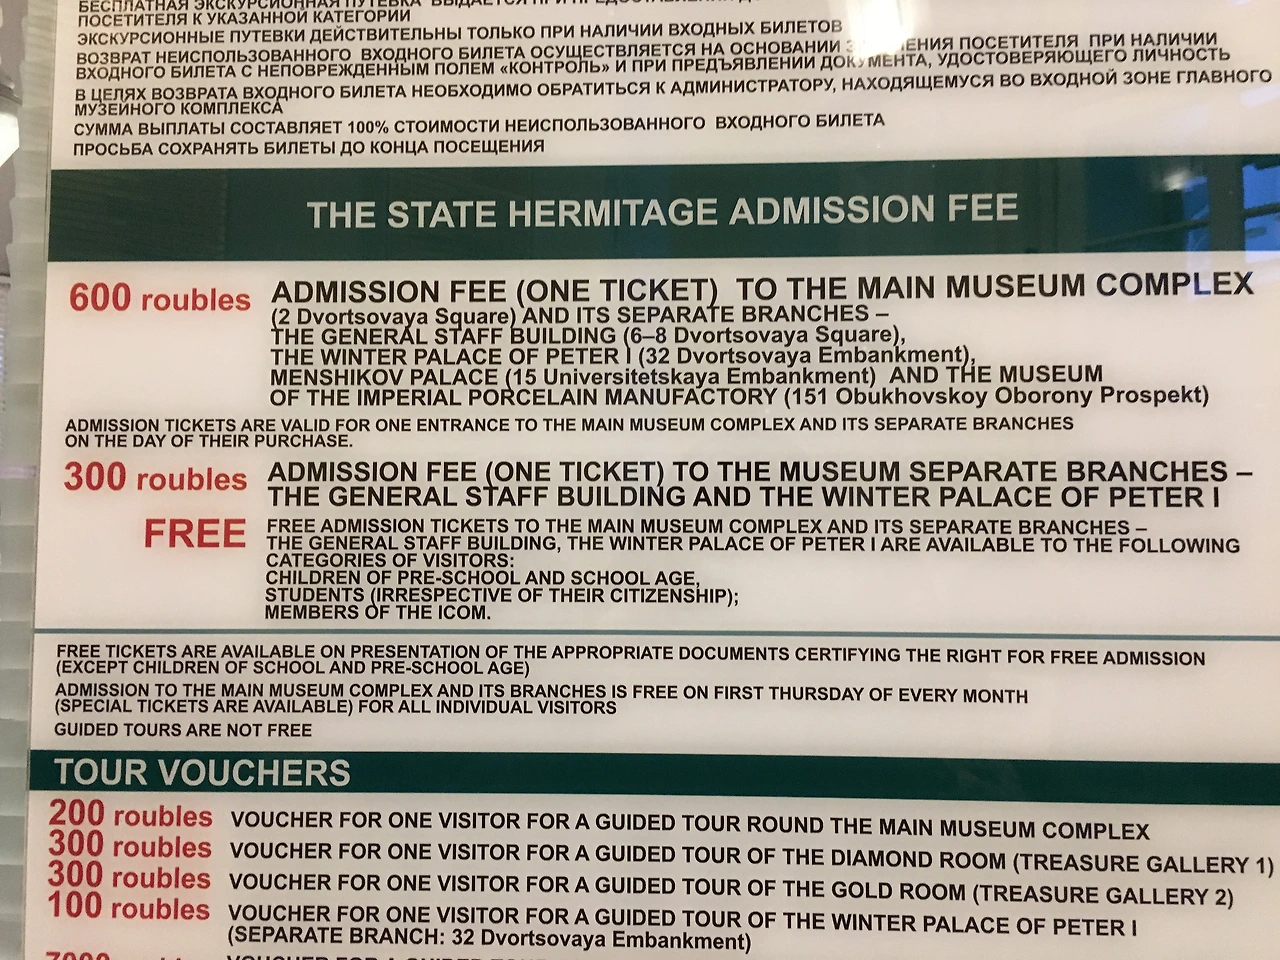 БЕСПЛАТНАЯ ЭКСКУРСИОННАЯ ПУТЕВКА ВЫДАЕТСЯ ПРИ
ПОСЕТИТЕЛЯ К УКАЗАННОЙ КАТЕГОРИИ
ЭКСКУРСИОННЫЕ ПУТЕВКИ ДЕЙСТВИТЕЛЬНЫ ТОЛЬКО ПРИ НАЛИЧИИ ВХОДНЫХ БИЛЕТОВ
ВОЗВРАТ НЕИСПОЛЬЗОВАННОГО ВХОДНОГО БИЛЕТА ОСУЩЕСТВЛЯЕТСЯ НА ОСНОВАНИИ ПОСЕТИТЕЛЯ ПРИ НАЛИЧИИ
ВХОДНОГО БИЛЕТА С НЕПОВРЕЖДЕННЫМ ПОЛЕМ «КОНТРОЛЬ» И ПРИ ПРЕДЪЯВЛЕНИИ ДОКУМЕНТА, УДОСТОВЕРЯЮЩЕГО ЛИЧНОСТЬ
В ЦЕЛЯХ ВОЗВРАТА ВХОДНОГО БИЛЕТА НЕОБХОДИМО ОБРАТИТЬСЯ К АДМИНИСТРАТОРУ, НАХОДЯЩЕМУСЯ ВО ВХОДНОЙ ЗОНЕ ГЛАВНОГО
МУЗЕЙНОГО КОМПЛЕКСА
СУММА ВЫПЛАТЫ СОСТАВЛЯЕТ 100% СТОИМОСТИ НЕИСПОЛЬЗОВАННОГО ВХОДНОГО БИЛЕТА
ПРОСЬБА СОХРАНЯТЬ БИЛЕТЫ ДО КОНЦА ПОСЕЩЕНИЯ
THE STATE HERMITAGE ADMISSION FEE
600 roubles ADMISSION FEE (ONE TICKET) TO THE MAIN MUSEUM COMPLEX
(2 Dvortsovaya Square) AND ITS SEPARATE BRANCHES –
THE GENERAL STAFF BUILDING (6–8 Dvortsovaya Square),
THE WINTER PALACE OF PETER I (32 Dvortsovaya Embankment),
MENSHIKOV PALACE (15 Universitetskaya Embankment) AND THE MUSEUM
OF THE IMPERIAL PORCELAIN MANUFACTORY (151 Obukhovskoy Oborony Prospekt)
ADMISSION TICKETS ARE VALID FOR ONE ENTRANCE TO THE MAIN MUSEUM COMPLEX AND ITS SEPARATE BRANCHES
ON THE DAY OF THEIR PURCHASE.
300 roubles ADMISSION FEE (ONE TICKET) TO THE MUSEUM SEPARATE BRANCHES –
THE GENERAL STAFF BUILDING AND THE WINTER PALACE OF PETER I
FREE FREE ADMISSION TICKETS TO THE MAIN MUSEUM COMPLEX AND ITS SEPARATE BRANCHES –
THE GENERAL STAFF BUILDING, THE WINTER PALACE OF PETER I ARE AVAILABLE TO THE FOLLOWING
CATEGORIES OF VISITORS:
CHILDREN OF PRE-SCHOOL AND SCHOOL AGE,
STUDENTS (IRRESPECTIVE OF THEIR CITIZENSHIP);
MEMBERS OF THE ICOM.
FREE TICKETS ARE AVAILABLE ON PRESENTATION OF THE APPROPRIATE DOCUMENTS CERTIFYING THE RIGHT FOR FREE ADMISSION
(EXCEPT CHILDREN OF SCHOOL AND PRE-SCHOOL AGE)
ADMISSION TO THE MAIN MUSEUM COMPLEX AND ITS BRANCHES IS FREE ON FIRST THURSDAY OF EVERY MONTH
(SPECIAL TICKETS ARE AVAILABLE) FOR ALL INDIVIDUAL VISITORS
GUIDED TOURS ARE NOT FREE
TOUR VOUCHERS
200 roubles VOUCHER FOR ONE VISITOR FOR A GUIDED TOUR ROUND THE MAIN MUSEUM COMPLEX
300 roubles VOUCHER FOR ONE VISITOR FOR A GUIDED TOUR OF THE DIAMOND ROOM (TREASURE GALLERY 1)
300 roubles VOUCHER FOR ONE VISITOR FOR A GUIDED TOUR OF THE GOLD ROOM (TREASURE GALLERY 2)
100 roubles VOUCHER FOR ONE VISITOR FOR A GUIDED TOUR OF THE WINTER PALACE OF PETER I
(SEPARATE BRANCH: 32 Dvortsovaya Embankment)